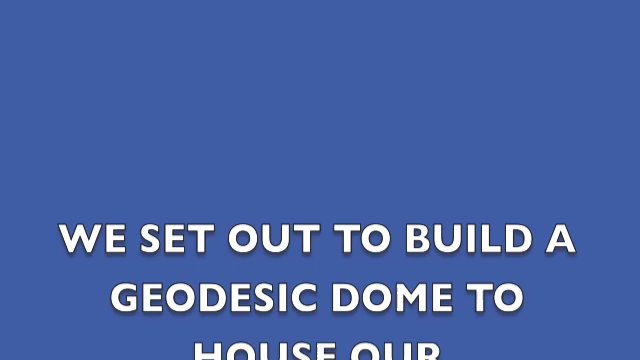 WE SET OUT TO BUILD A
GEODESIC DOME TO
HOUSE OUR